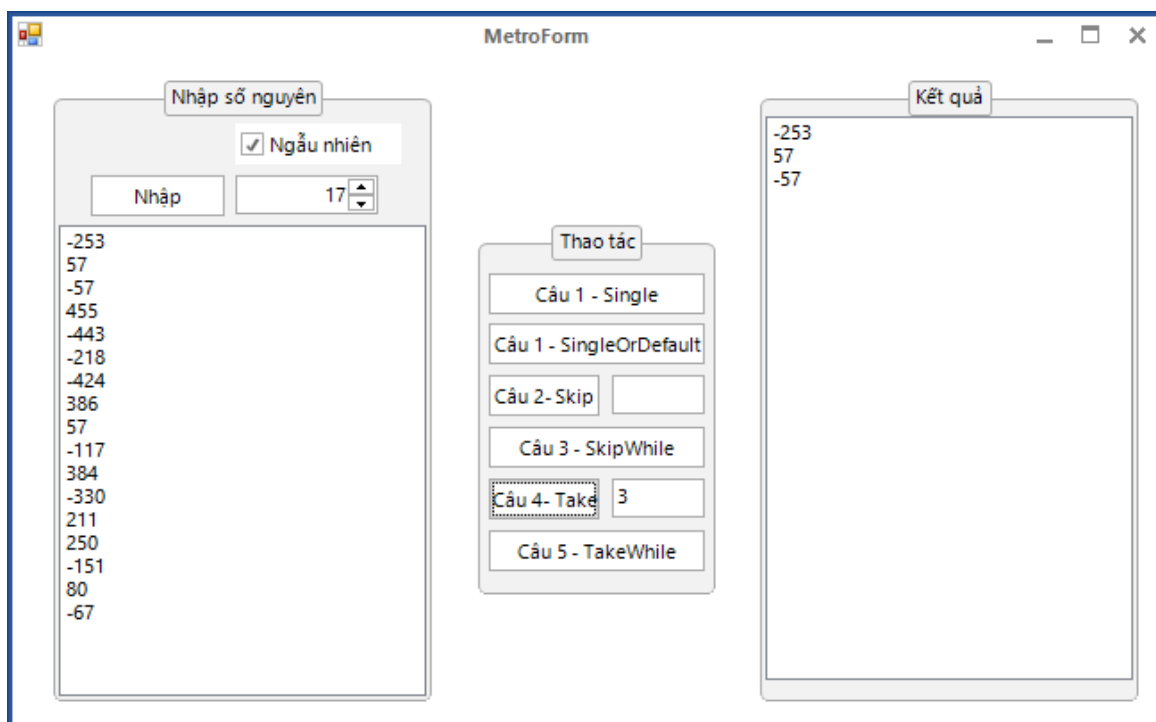 MetroForm
Nhập số nguyên
Ngẫu nhiên
Nhập
17
-253
57
-57
455
-443
-218
-424
386
57
-117
384
-330
211
250
-151
80
-67
Thao tác
Câu 1 - Single
Câu 1 - SingleOrDefault
Câu 2- Skip
Câu 3 - SkipWhile
Câu 4- Take
3
Câu 5 - TakeWhile
Kết quả
-253
57
-57